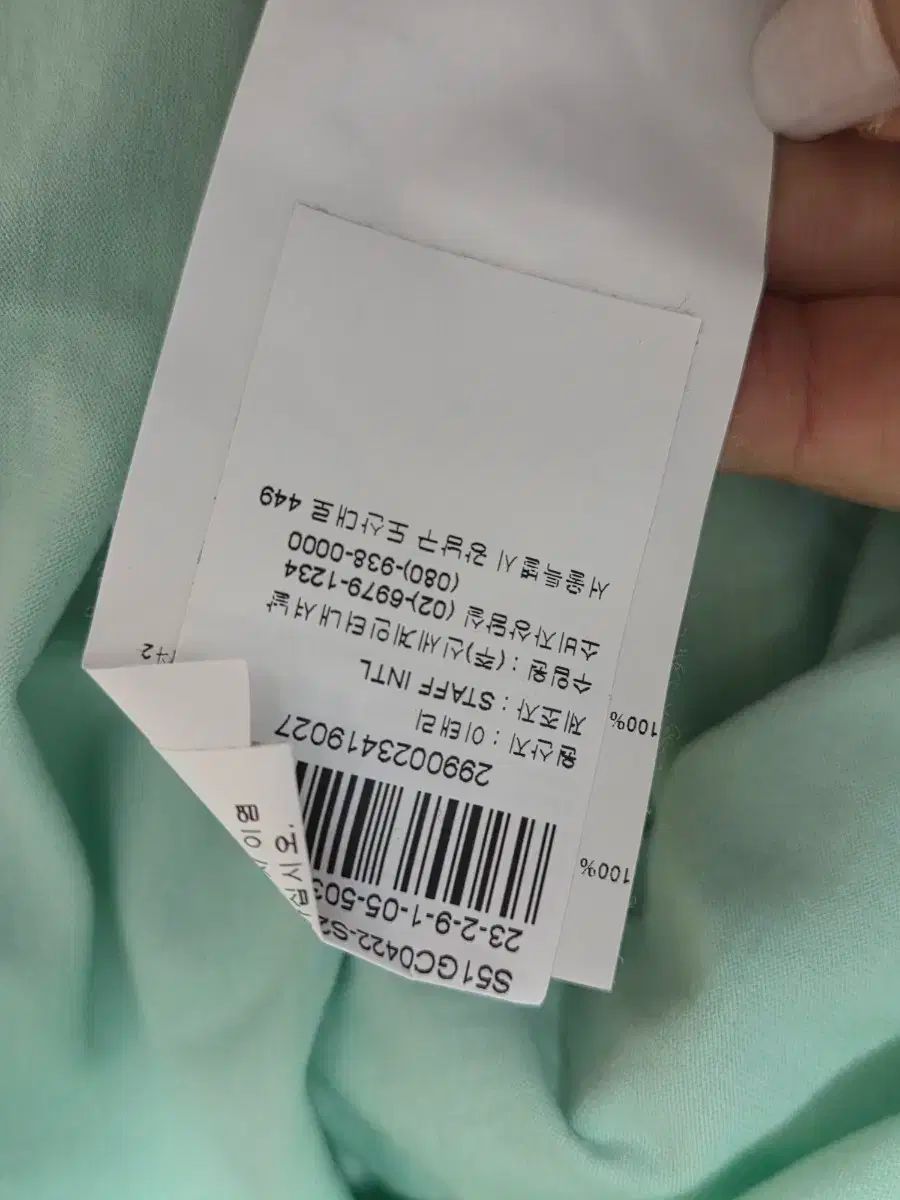 S51GC0422-S2
23-2-9-1-05-503
2990023419027
원산지 : 이태리
제조자 : STAFF INTL
수입원 : (주)신세계인터내셔날
소비자상담실 (02)-6979-1234
(080)-938-0000
서울특별시 강남구 도산대로 449
100%
100%